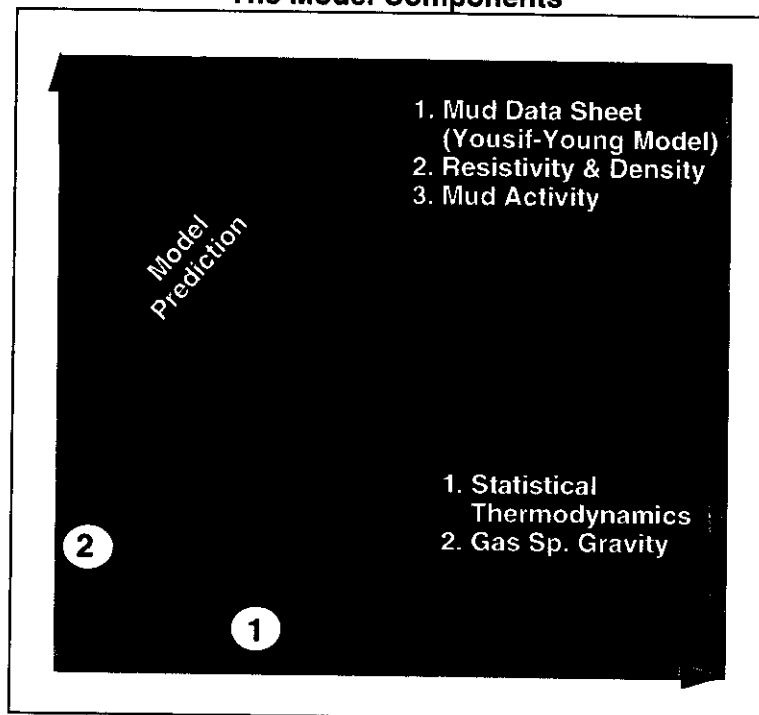 The Model Components
1. Mud Data Sheet
(Yousif-Young Model)
2. Resistivity & Density
3. Mud Activity
Model
Prediction
1. Statistical
Thermodynamics
2. Gas Sp. Gravity
2
1